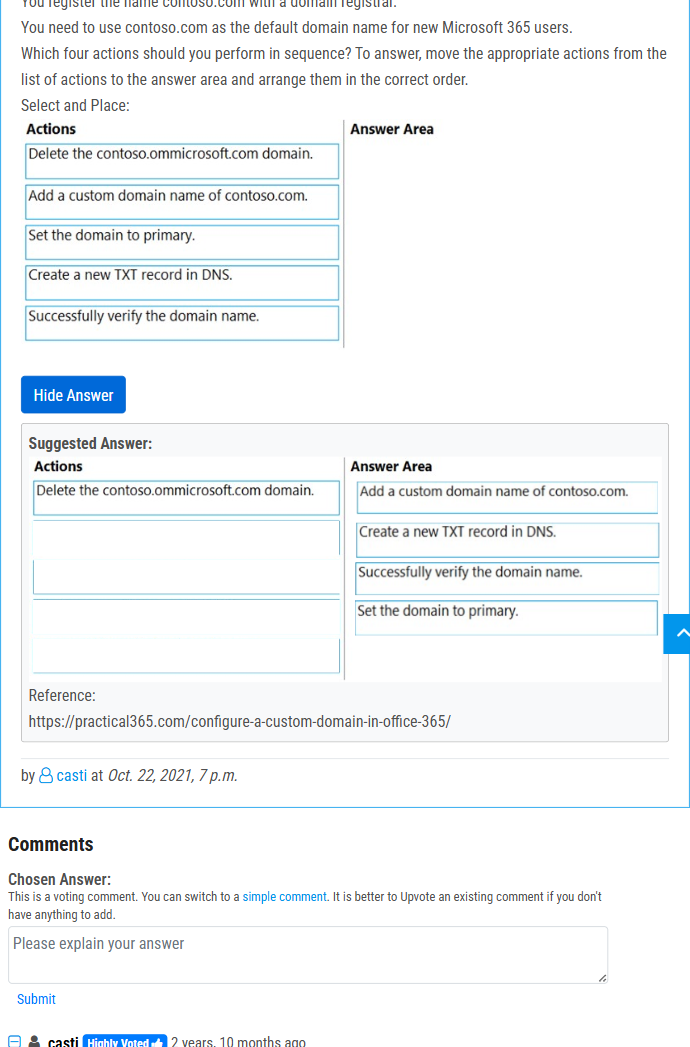 You register the name contoso.com with a domain registrar.
You need to use contoso.com as the default domain name for new Microsoft 365 users.
Which four actions should you perform in sequence? To answer, move the appropriate actions from the
list of actions to the answer area and arrange them in the correct order.
Select and Place:
Actions
Answer Area
Delete the contoso.ommicrosoft.com domain.
Add a custom domain name of contoso.com.
Set the domain to primary.
Create a new TXT record in DNS.
Successfully verify the domain name.
Hide Answer
Suggested Answer:
Actions
Answer Area
Delete the contoso.ommicrosoft.com domain.
Add a custom domain name of contoso.com.
Create a new TXT record in DNS.
Successfully verify the domain name.
Set the domain to primary.
Reference:
https://practical365.com/configure-a-custom-domain-in-office-365/
by casti at Oct. 22, 2021, 7 p.m.
Comments
Chosen Answer:
This is a voting comment. You can switch to a simple comment. It is better to Upvote an existing comment if you don't
have anything to add.
Please explain your answer
Submit
casti Highly Voted 2 years, 10 months ago